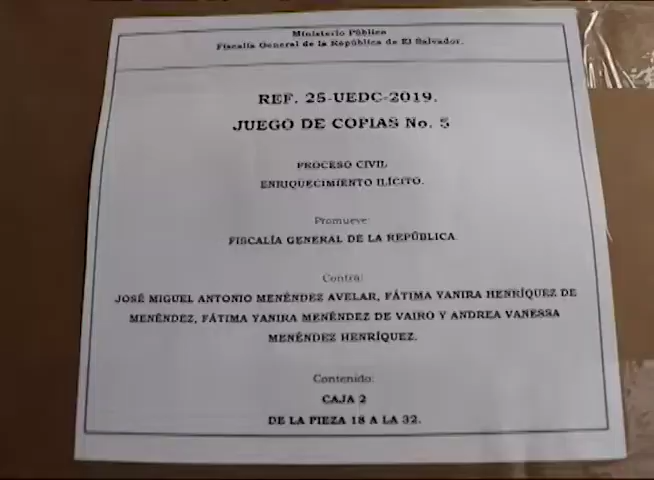 Ministerio Público
Fiscalía General de la República de El Salvador.
REF. 25-UEDC-2019.
JUEGO DE COPIAS No. 5
PROCESO CIVIL
ENRIQUECIMIENTO ILÍCITO.
Promueve:
FISCALÍA GENERAL DE LA REPÚBLICA
Contra:
JOSÉ MIGUEL ANTONIO MENÉNDEZ AVELAR, FÁTIMA YANIRA HENRÍQUEZ DE
MENÉNDEZ, FÁTIMA YANIRA MENÉNDEZ DE VAIRO Y ANDREA VANESSA
MENÉNDEZ HENRÍQUEZ.
Contenido:
CAJA 2
DE LA PIEZA 18 A LA 32.